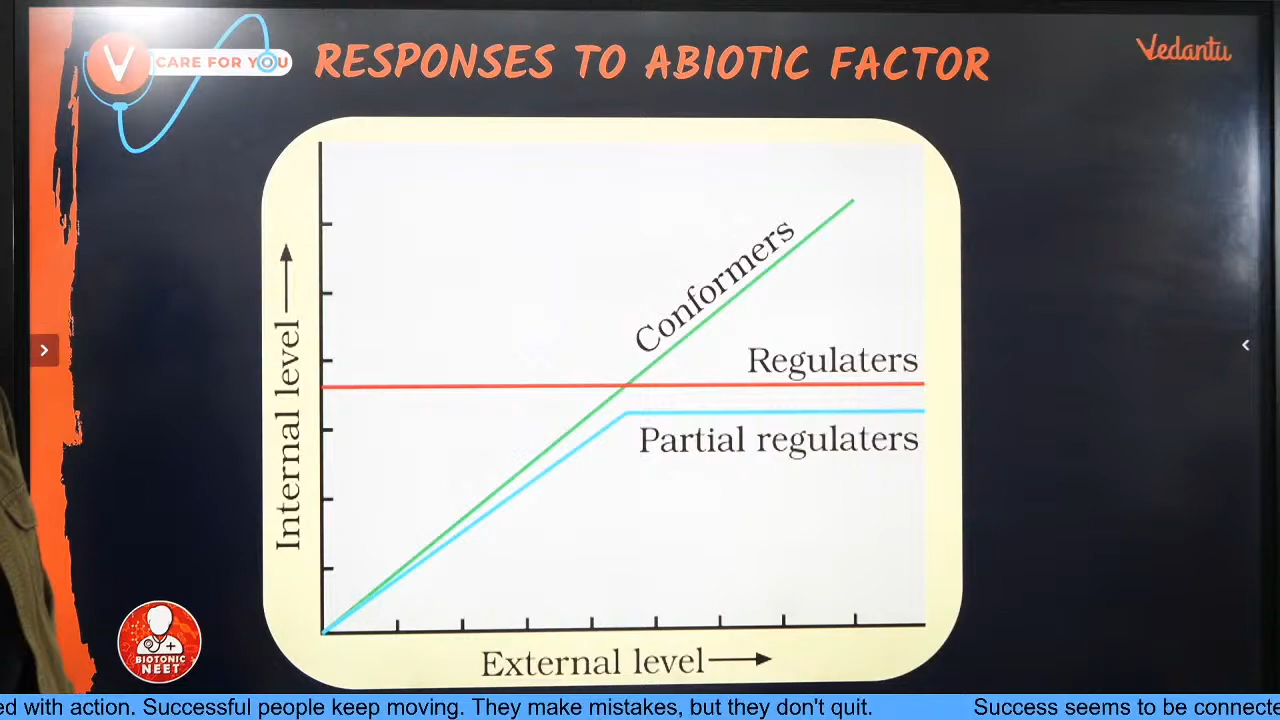 V
CARE FOR YOU
RESPONSES TO ABIOTIC FACTOR
Vedantu
Internal level
Conformers
Regulaters
Partial regulaters
External level
BIOTONIC
NEET
ed with action. Successful people keep moving. They make mistakes, but they don't quit. Success seems to be connecte